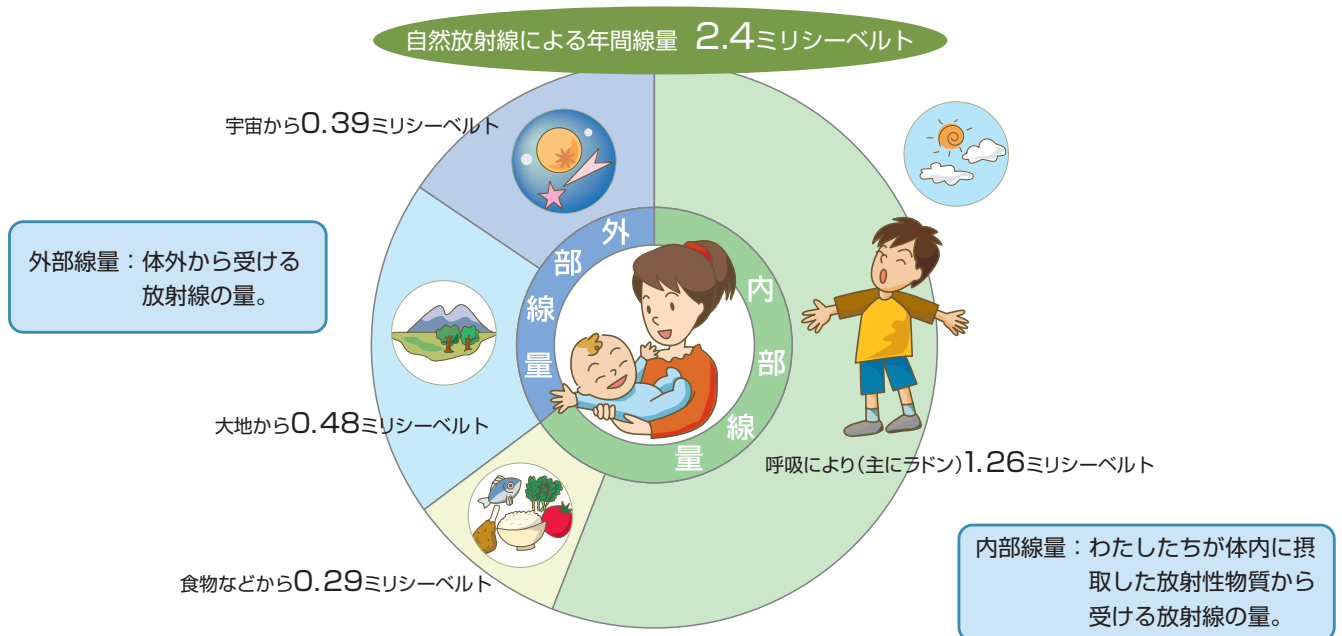 自然放射線による年間線量 2.4ミリシーベルト
宇宙から0.39ミリシーベルト
外部線量：体外から受ける
放射線の量。
外部線量
内部線量
大地から0.48ミリシーベルト
呼吸により（主にラドン）1.26ミリシーベルト
食物などから0.29ミリシーベルト
内部線量：わたしたちが体内に摂
取した放射性物質から
受ける放射線の量。